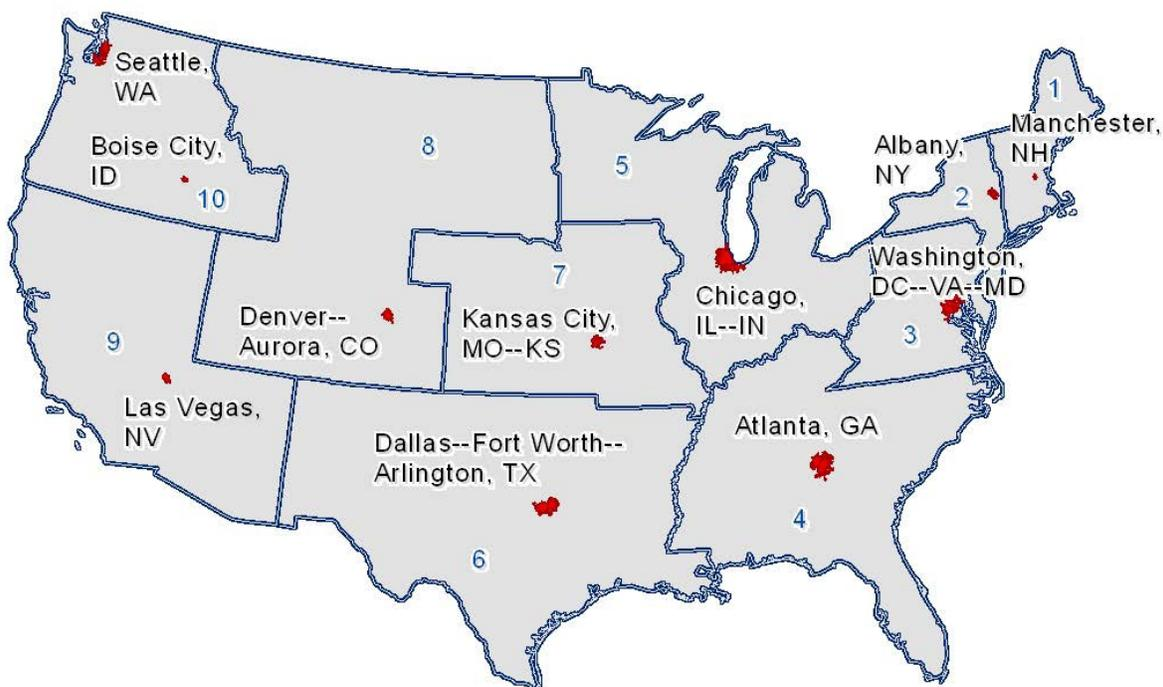 Seattle,
WA
1
Manchester,
NH
Boise City,
ID
10
8
5
Albany,
NY
2
7
Washington,
DC--VA--MD
Chicago,
IL--IN
3
Denver--
Aurora, CO
Kansas City,
MO--KS
9
Las Vegas,
NV
Dallas--Fort Worth--
Arlington, TX
6
Atlanta, GA
4